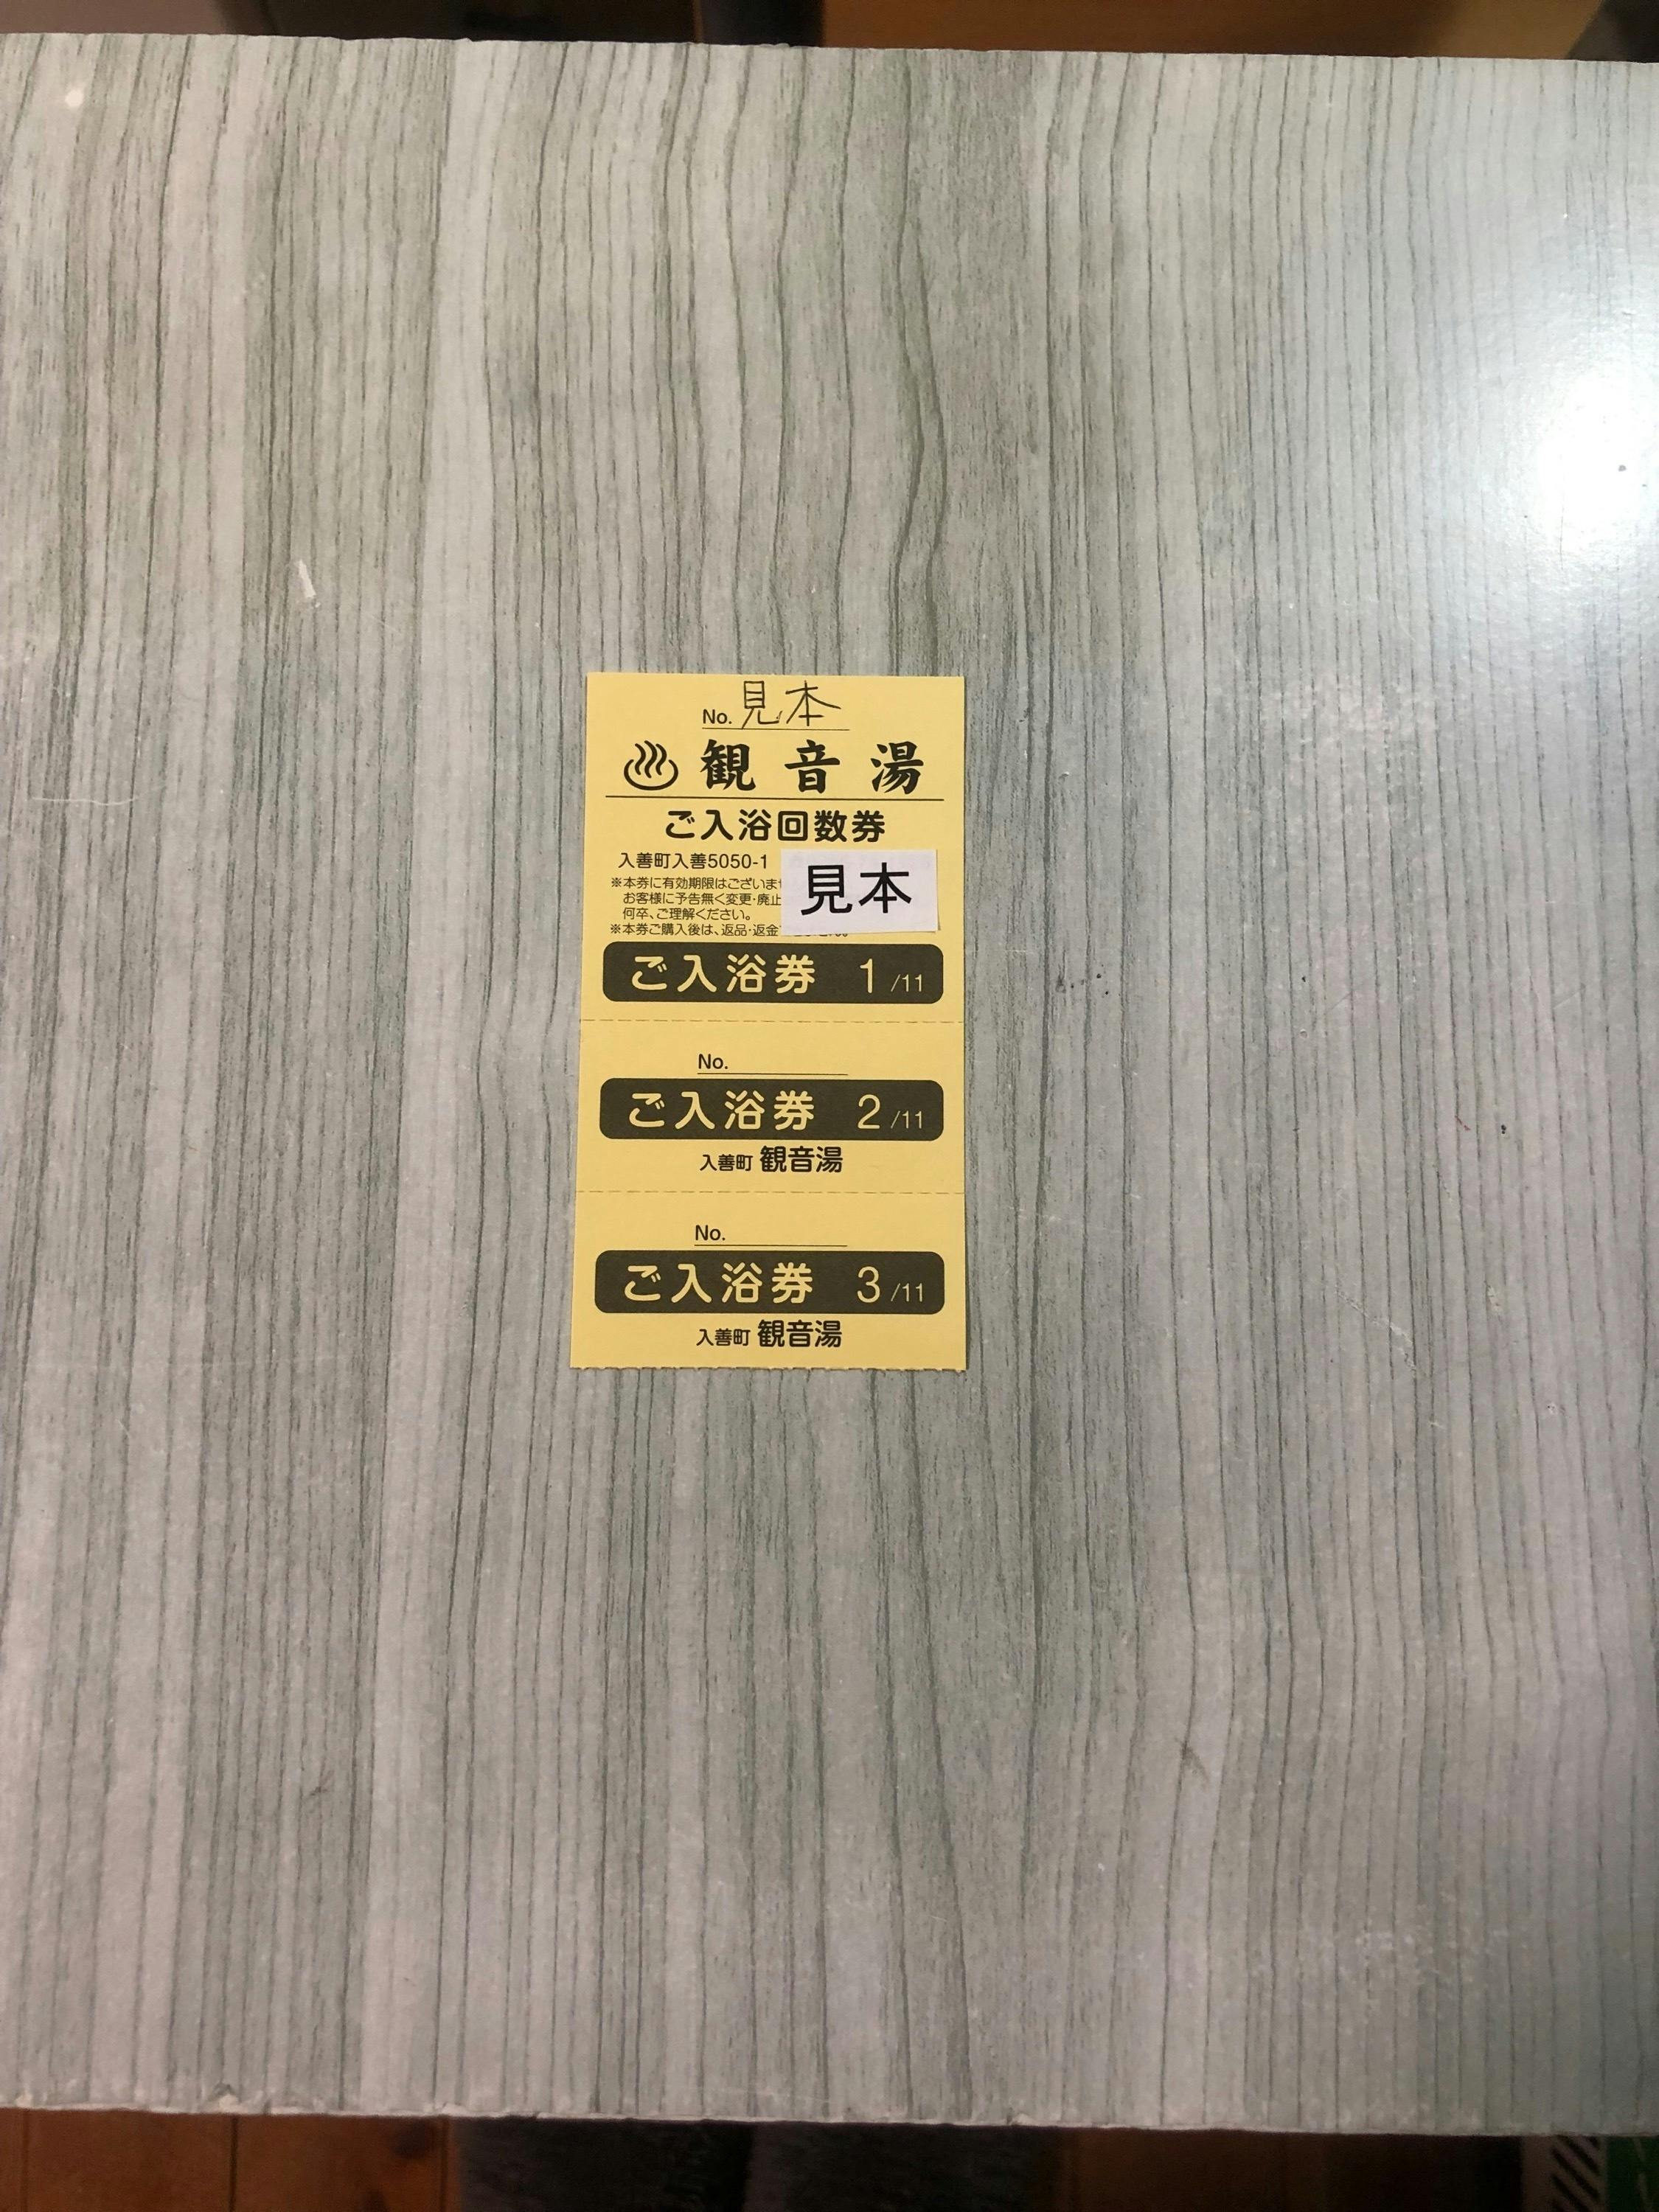 No. 見本
♨ 観音湯
ご入浴回数券
入善町入善5050-1
※本券に有効期限はございま
見本
お客様に予告無く変更・廃止
何卒、ご理解ください。
※本券ご購入後は、返品・返金
ご入浴券 1 /11
No.
ご入浴券 2 /11
入善町 観音湯
No.
ご入浴券 3 /11
入善町 観音湯